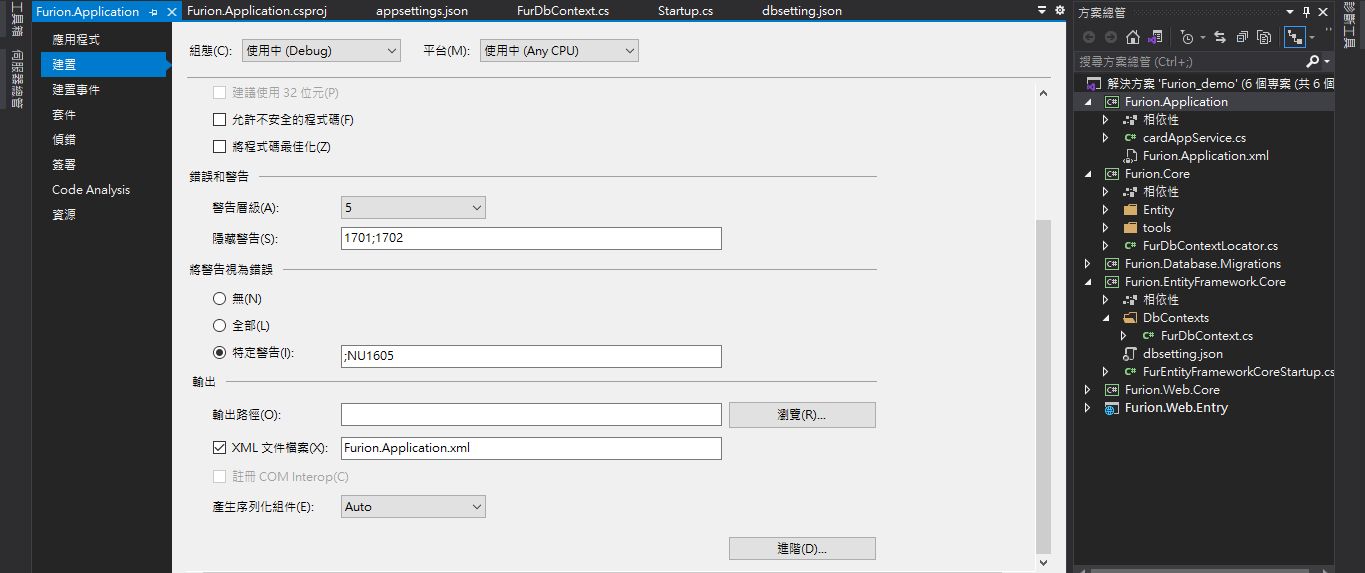 工具箱
伺服器總管
Furion.Application
Furion.Application.csproj
appsettings.json
FurDbContext.cs
Startup.cs
dbsetting.json
應用程式
建置
建置事件
套件
偵錯
簽署
Code Analysis
資源
組態(C): 使用中 (Debug) 平台(M): 使用中 (Any CPU)
建議使用 32 位元(P)
允許不安全的程式碼(F)
將程式碼最佳化(Z)
錯誤和警告
警告層級(A): 5
隱藏警告(S): 1701;1702
將警告視為錯誤
無(N)
全部(L)
特定警告(I): ;NU1605
輸出
輸出路徑(O): 瀏覽(R)...
XML 文件檔案(X): Furion.Application.xml
註冊 COM Interop(C)
產生序列化組件(E): Auto
進階(D)...
方案總管
搜尋方案總管 (Ctrl+;)
解決方案 'Furion_demo' (6 個專案 (共 6 個
C# Furion.Application
相依性
C# cardAppService.cs
Furion.Application.xml
C# Furion.Core
相依性
Entity
tools
C# FurDbContextLocator.cs
C# Furion.Database.Migrations
C# Furion.EntityFramework.Core
相依性
DbContexts
C# FurDbContext.cs
dbsetting.json
C# FurEntityFrameworkCoreStartup.cs
C# Furion.Web.Core
Furion.Web.Entry
診斷工具